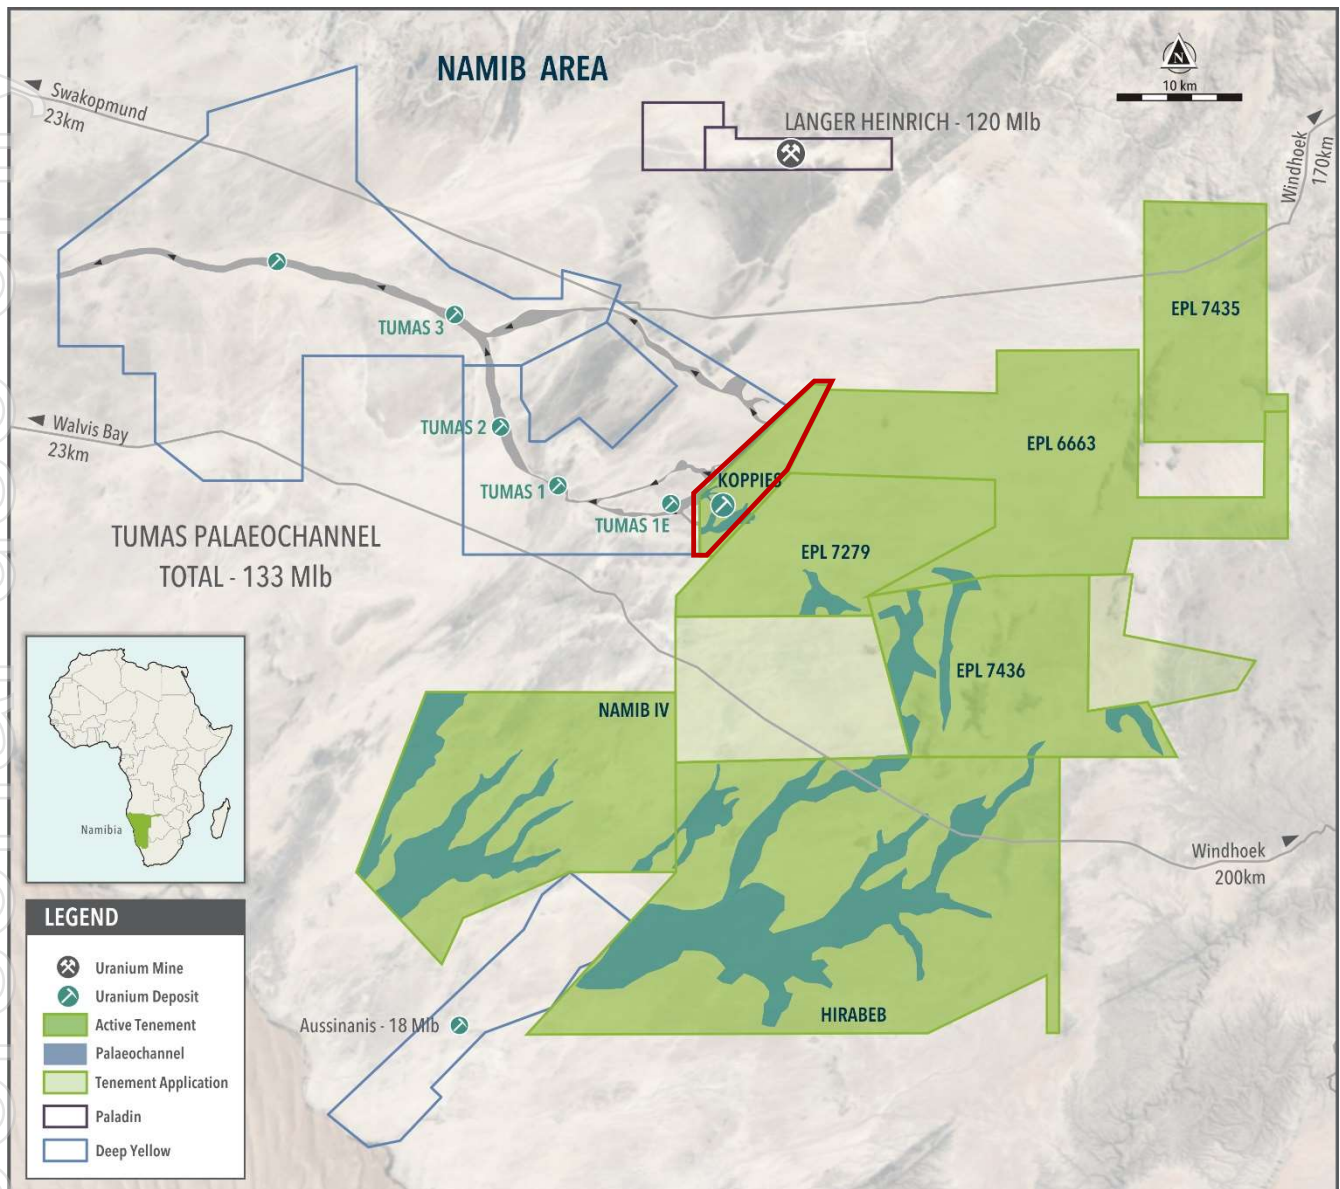 NAMIB AREA
N
10 km
Swakopmund
23km
LANGER HEINRICH - 120 Mlb
Windhoek
170km
EPL 7435
TUMAS 3
Walvis Bay
23km
TUMAS 2
EPL 6663
TUMAS 1
KOPPIES
TUMAS 1E
TUMAS PALAEOCHANNEL
TOTAL - 133 Mlb
EPL 7279
EPL 7436
NAMIB IV
Namibia
Windhoek
200km
LEGEND
Uranium Mine
Uranium Deposit
Active Tenement
Palaeochannel
Tenement Application
Paladin
Deep Yellow
Aussinanis - 18 Mlb
HIRABEB